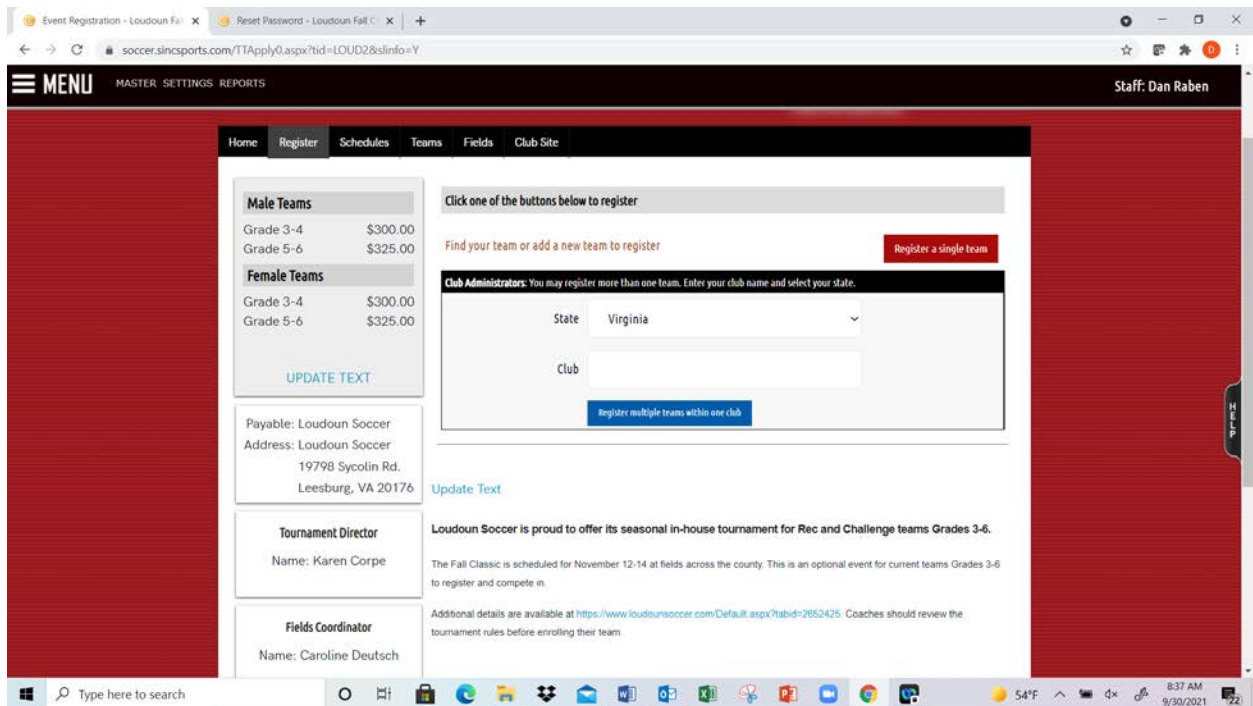 Event Registration - Loudoun Fal
Reset Password - Loudoun Fall C
soccer.sincsports.com/TTApply0.aspx?tid=LOUD2&slinfo=Y
D
MENU
MASTER SETTINGS REPORTS
Staff: Dan Raben
Home Register Schedules Teams Fields Club Site
Male Teams
Grade 3-4 $300.00
Grade 5-6 $325.00
Female Teams
Grade 3-4 $300.00
Grade 5-6 $325.00
UPDATE TEXT
Payable: Loudoun Soccer
Address: Loudoun Soccer
19798 Sycolin Rd.
Leesburg, VA 20176
Tournament Director
Name: Karen Corpe
Fields Coordinator
Name: Caroline Deutsch
Click one of the buttons below to register
Find your team or add a new team to register
Register a single team
Club Administrators: You may register more than one team. Enter your club name and select your state.
State Virginia
Club
Register multiple teams within one club
Update Text
Loudoun Soccer is proud to offer its seasonal in-house tournament for Rec and Challenge teams Grades 3-6.
The Fall Classic is scheduled for November 12-14 at fields across the county. This is an optional event for current teams Grades 3-6
to register and compete in.
Additional details are available at https://www.loudounsoccer.com/Default.aspx?tabid=2652425. Coaches should review the
tournament rules before enrolling their team.
HELP
Type here to search
54°F
8:37 AM
9/30/2021
22